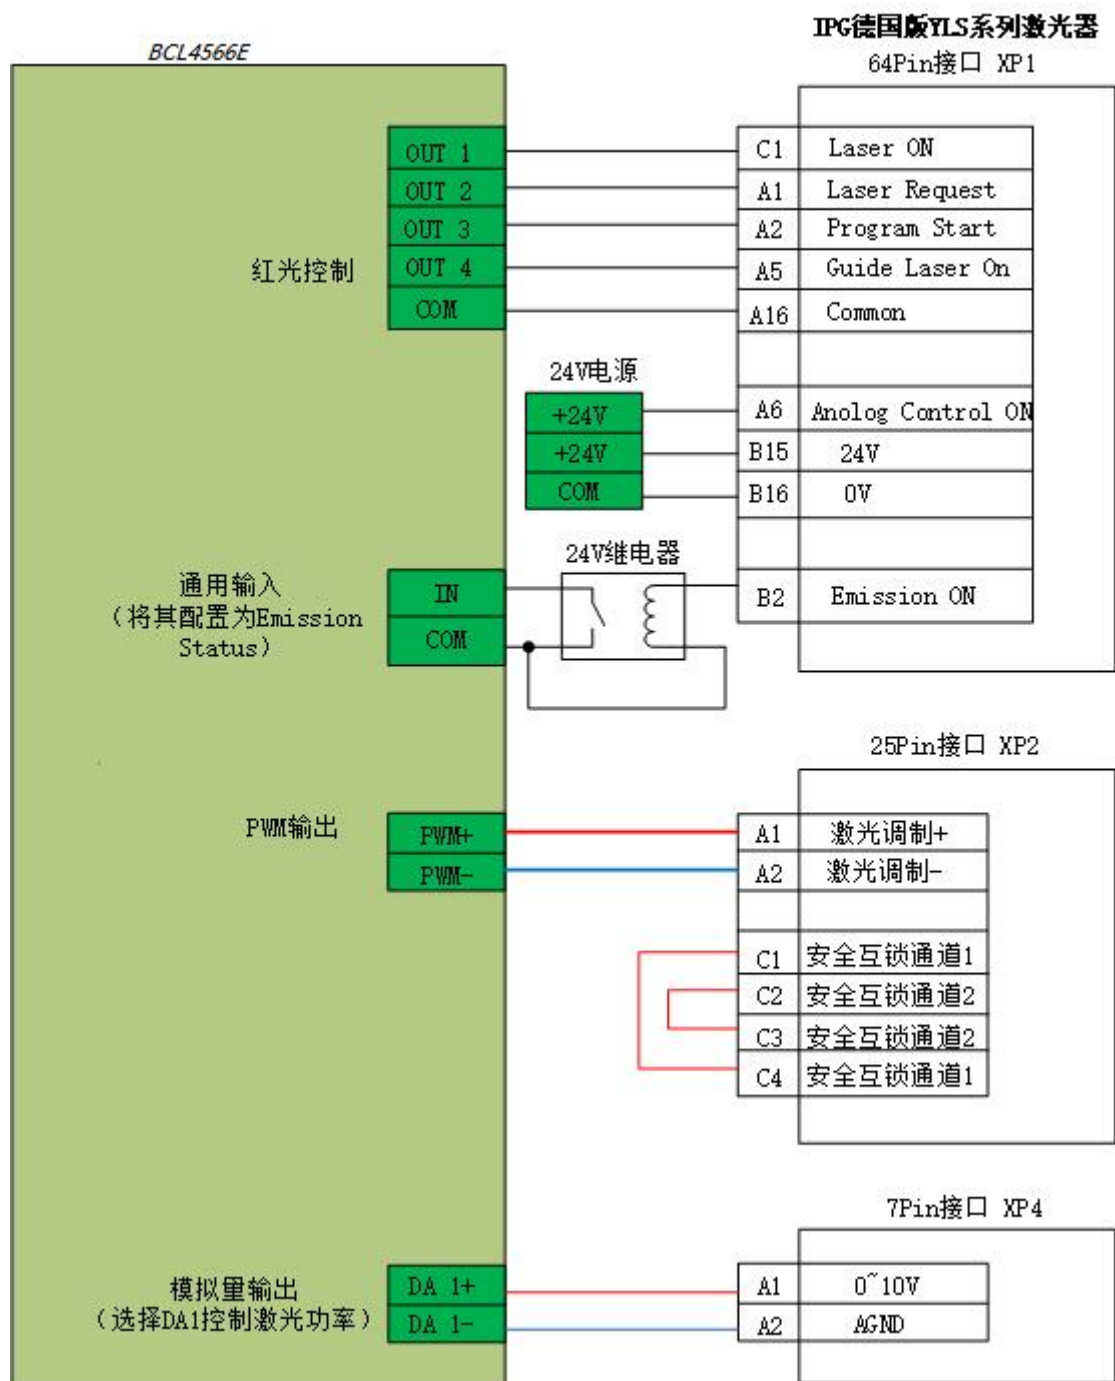 IPG德国版YLS系列激光器
BCL4566E
64Pin接口 XP1
OUT 1
C1
Laser ON
OUT 2
A1
Laser Request
OUT 3
A2
Program Start
红光控制
OUT 4
A5
Guide Laser On
COM
A16
Common
24V电源
+24V
A6
Anolog Control ON
+24V
B15
24V
COM
B16
0V
24V继电器
通用输入
(将其配置为Emission
Status)
IN
B2
Emission ON
COM
25Pin接口 XP2
PWM输出
PWM+
A1
激光调制+
PWM-
A2
激光调制-
C1
安全互锁通道1
C2
安全互锁通道2
C3
安全互锁通道2
C4
安全互锁通道1
7Pin接口 XP4
模拟量输出
(选择DA1控制激光功率)
DA 1+
A1
0~10V
DA 1-
A2
AGND